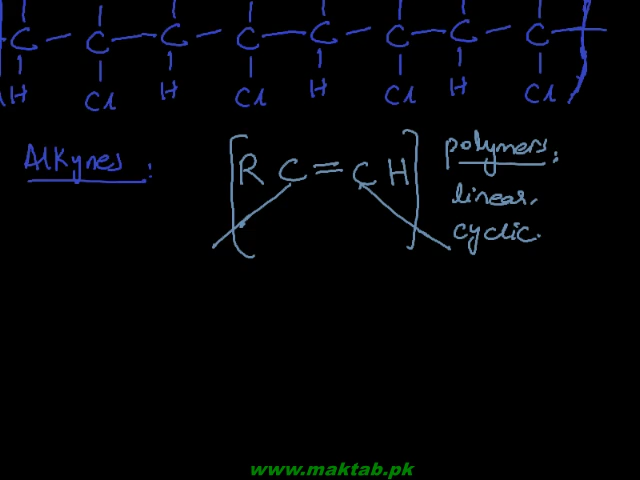 C — C — C — C — C — C — C — C
H Cl H Cl H Cl H Cl
Alkynes :
[ R C = C H ]
polymers:
linear,
cyclic.
www.maktab.pk